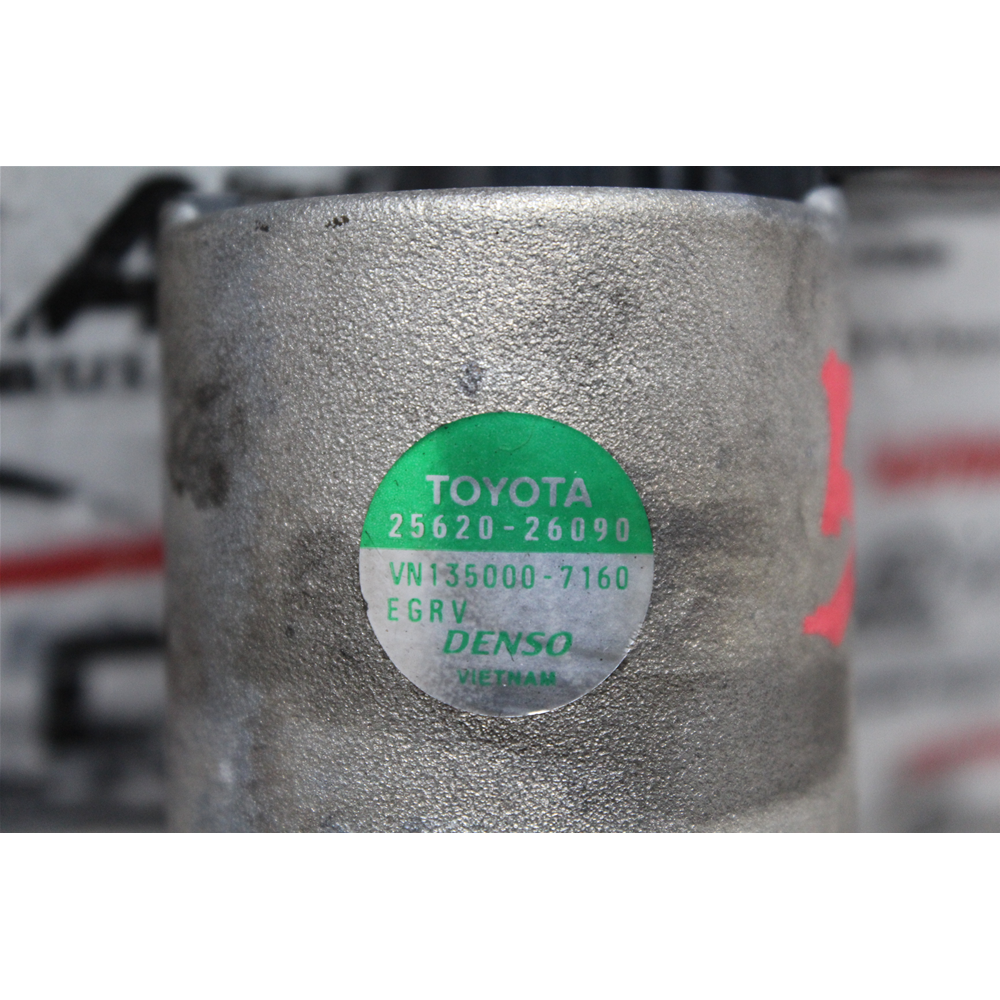 TOYOTA
25620-26090
VN135000-7160
EGRV
DENSO
VIETNAM